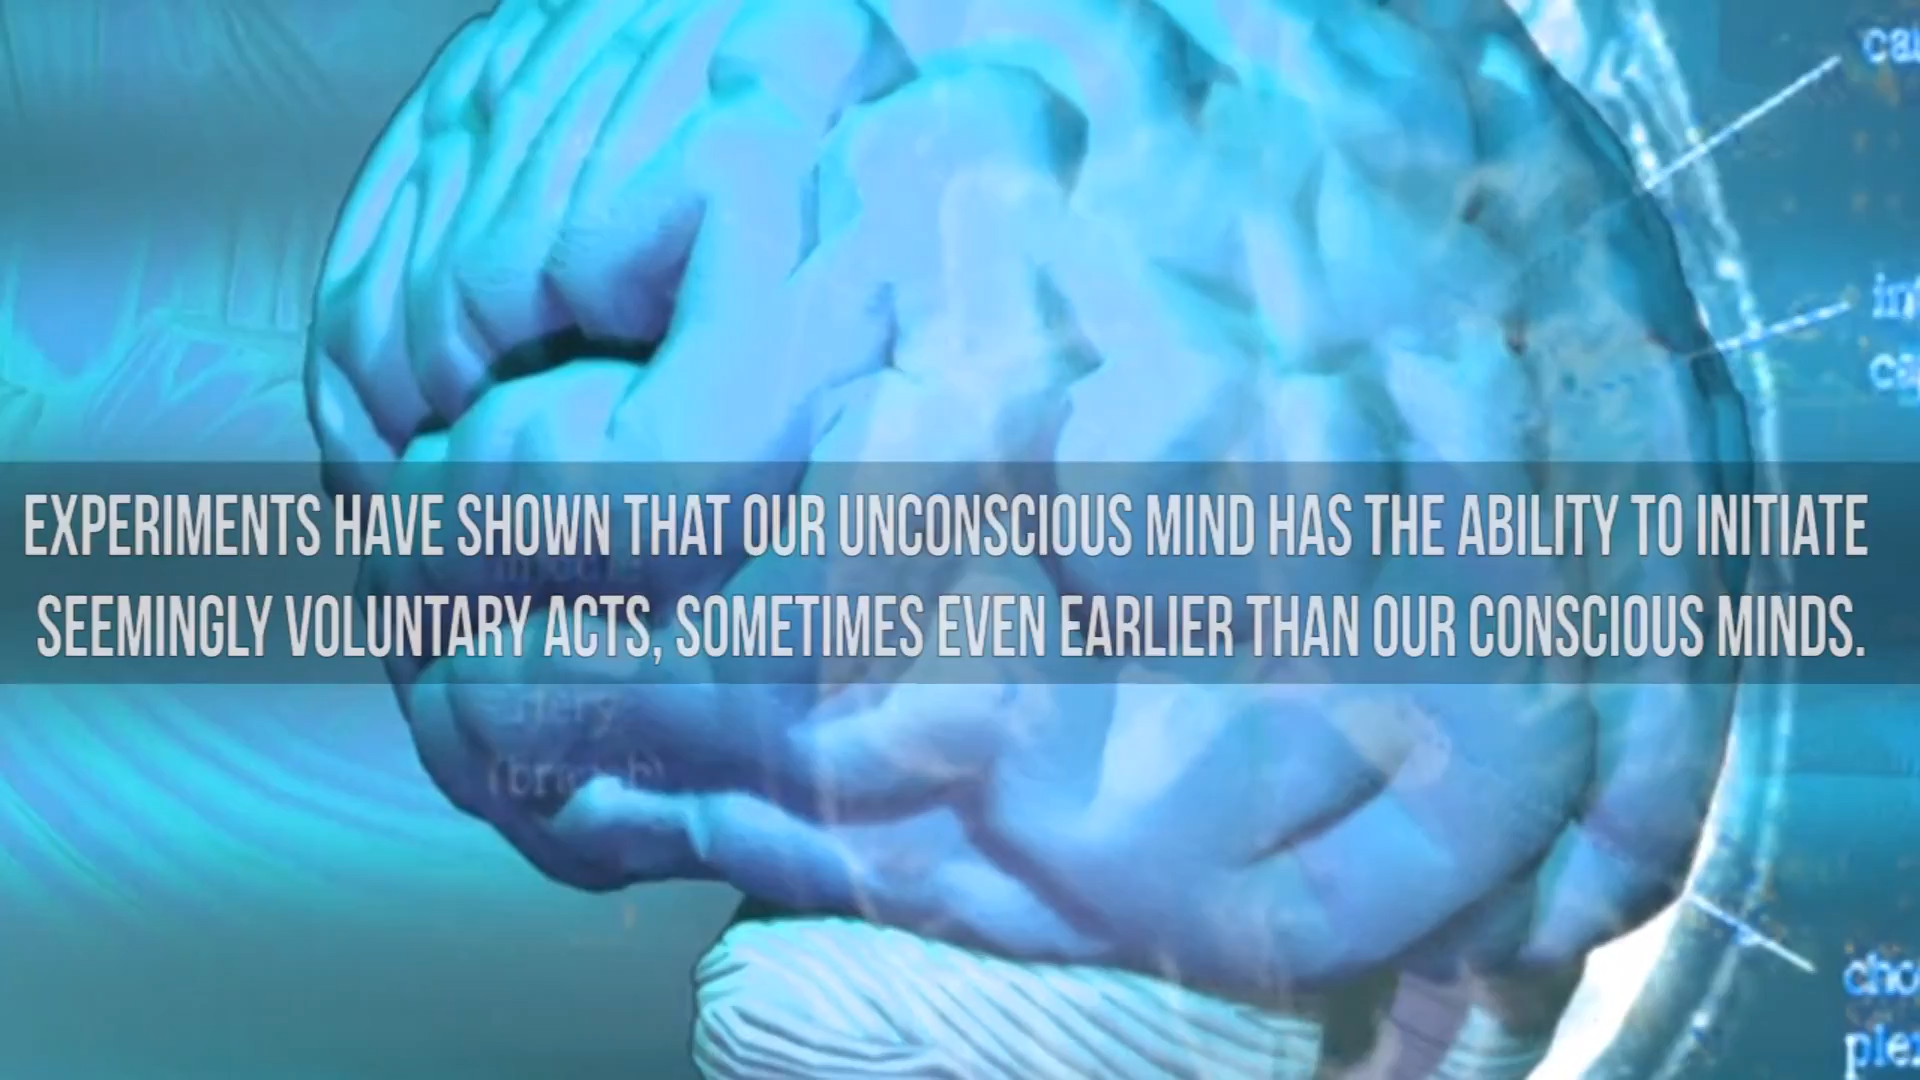 EXPERIMENTS HAVE SHOWN THAT OUR UNCONSCIOUS MIND HAS THE ABILITY TO INITIATE
SEEMINGLY VOLUNTARY ACTS, SOMETIMES EVEN EARLIER THAN OUR CONSCIOUS MINDS.